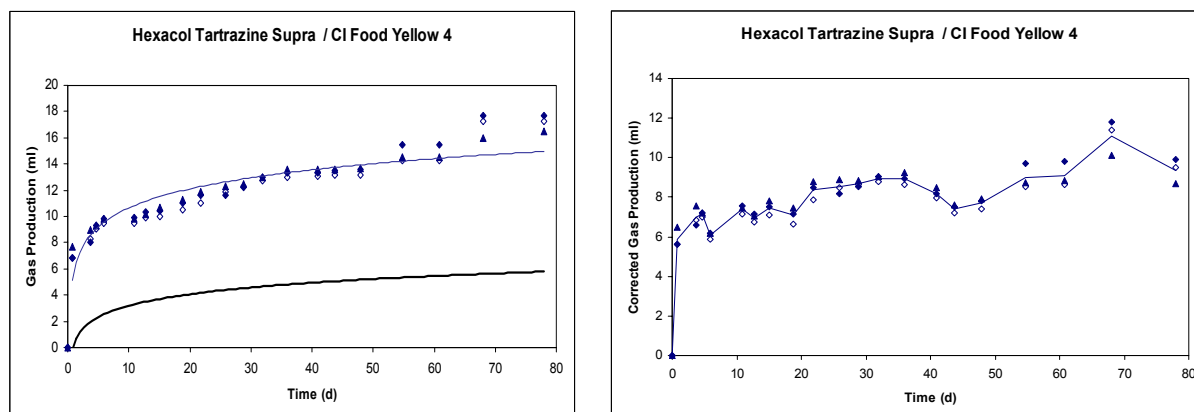 Hexacol Tartrazine Supra / CI Food Yellow 4
Gas Production (ml)
20
18
16
14
12
10
8
6
4
2
0
0 10 20 30 40 50 60 70 80
Time (d)
Hexacol Tartrazine Supra / CI Food Yellow 4
Corrected Gas Production (ml)
14
12
10
8
6
4
2
0
0 10 20 30 40 50 60 70 80
Time (d)